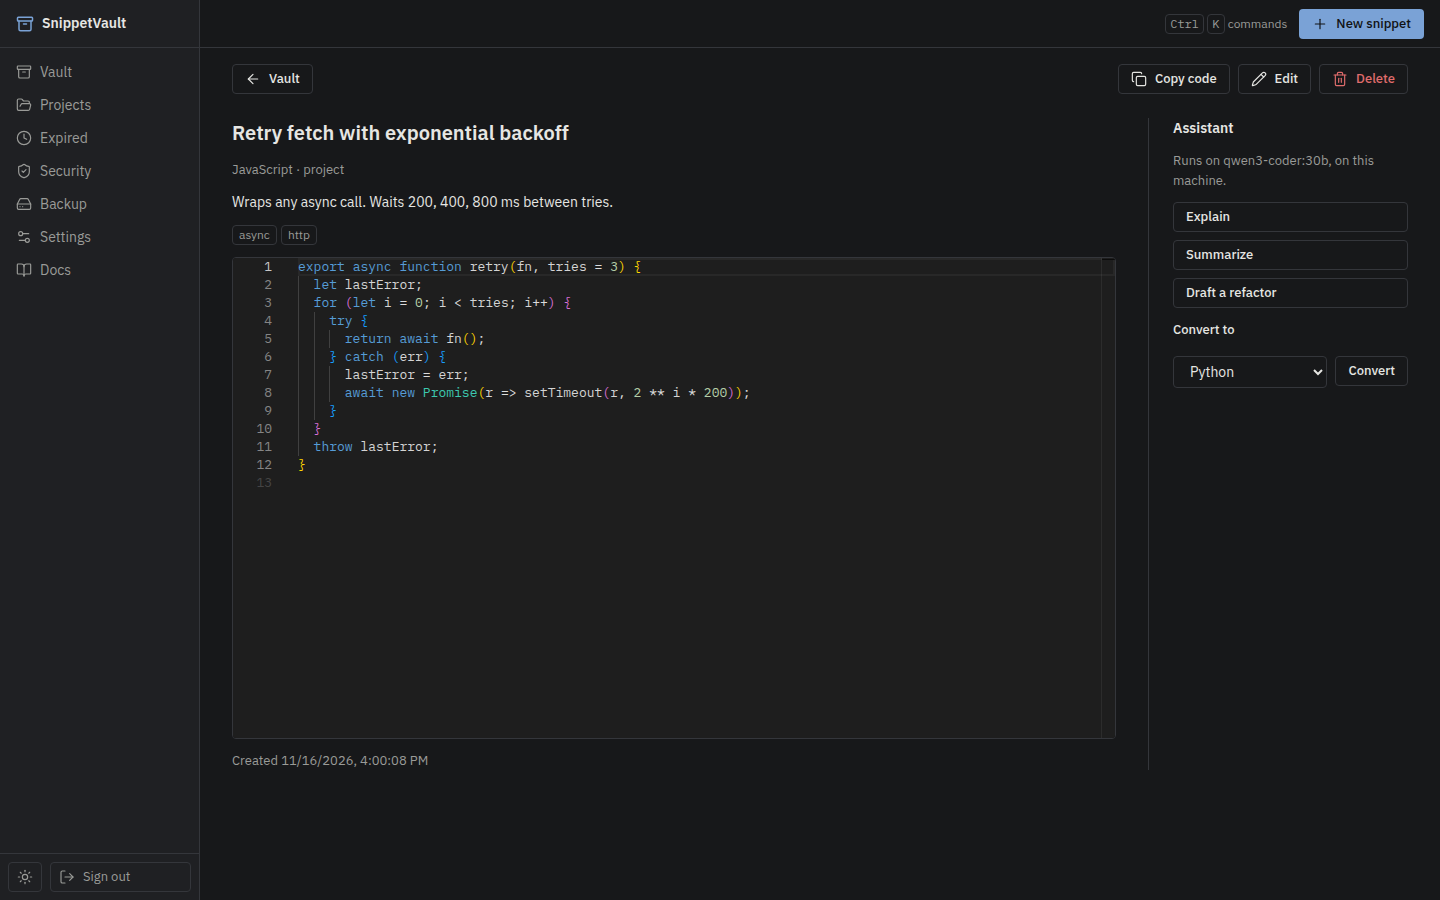 SnippetVault
Ctrl K commands
New snippet
Vault
Projects
Expired
Security
Backup
Settings
Docs
Vault
Copy code
Edit
Delete
Retry fetch with exponential backoff
JavaScript · project
Wraps any async call. Waits 200, 400, 800 ms between tries.
async http
1 export async function retry(fn, tries = 3) {
2   let lastError;
3   for (let i = 0; i < tries; i++) {
4     try {
5       return await fn();
6     } catch (err) {
7       lastError = err;
8       await new Promise(r => setTimeout(r, 2 ** i * 200));
9     }
10   }
11   throw lastError;
12 }
13
Created 11/16/2026, 4:00:08 PM
Assistant
Runs on qwen3-coder:30b, on this
machine.
Explain
Summarize
Draft a refactor
Convert to
Python
Convert
Sign out